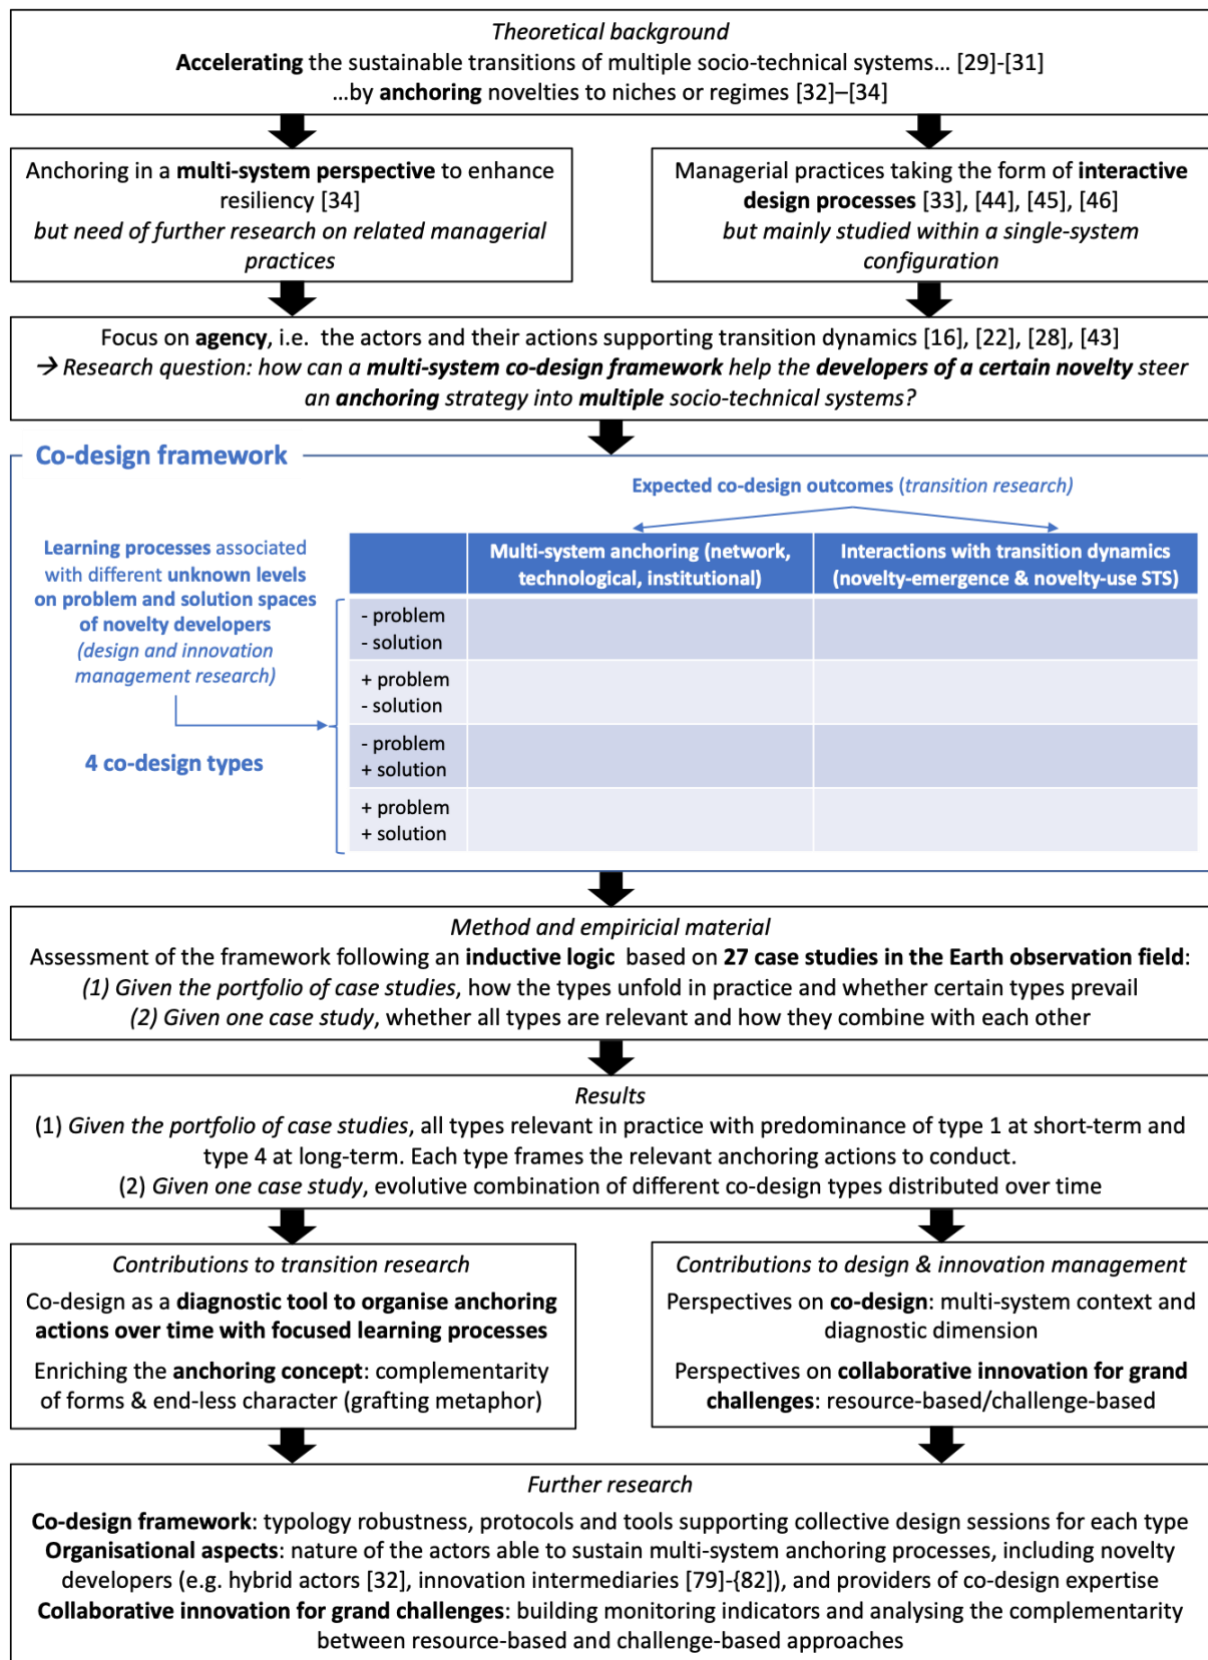 Theoretical background
Accelerating the sustainable transitions of multiple socio-technical systems... [29]-[31]
...by anchoring novelties to niches or regimes [32]–[34]
Anchoring in a multi-system perspective to enhance
resiliency [34]
but need of further research on related managerial
practices
Managerial practices taking the form of interactive
design processes [33], [44], [45], [46]
but mainly studied within a single-system
configuration
Focus on agency, i.e. the actors and their actions supporting transition dynamics [16], [22], [28], [43]
→ Research question: how can a multi-system co-design framework help the developers of a certain novelty steer
an anchoring strategy into multiple socio-technical systems?
Co-design framework
Expected co-design outcomes (transition research)
Learning processes associated
with different unknown levels
on problem and solution spaces
of novelty developers
(design and innovation
management research)
4 co-design types
Multi-system anchoring (network,
technological, institutional)
Interactions with transition dynamics
(novelty-emergence & novelty-use STS)
- problem
- solution
+ problem
- solution
- problem
+ solution
+ problem
+ solution
Method and empiricial material
Assessment of the framework following an inductive logic based on 27 case studies in the Earth observation field:
(1) Given the portfolio of case studies, how the types unfold in practice and whether certain types prevail
(2) Given one case study, whether all types are relevant and how they combine with each other
Results
(1) Given the portfolio of case studies, all types relevant in practice with predominance of type 1 at short-term and
type 4 at long-term. Each type frames the relevant anchoring actions to conduct.
(2) Given one case study, evolutive combination of different co-design types distributed over time
Contributions to transition research
Co-design as a diagnostic tool to organise anchoring
actions over time with focused learning processes
Enriching the anchoring concept: complementarity
of forms & end-less character (grafting metaphor)
Contributions to design & innovation management
Perspectives on co-design: multi-system context and
diagnostic dimension
Perspectives on collaborative innovation for grand
challenges: resource-based/challenge-based
Further research
Co-design framework: typology robustness, protocols and tools supporting collective design sessions for each type
Organisational aspects: nature of the actors able to sustain multi-system anchoring processes, including novelty
developers (e.g. hybrid actors [32], innovation intermediaries [79]-{82]), and providers of co-design expertise
Collaborative innovation for grand challenges: building monitoring indicators and analysing the complementarity
between resource-based and challenge-based approaches